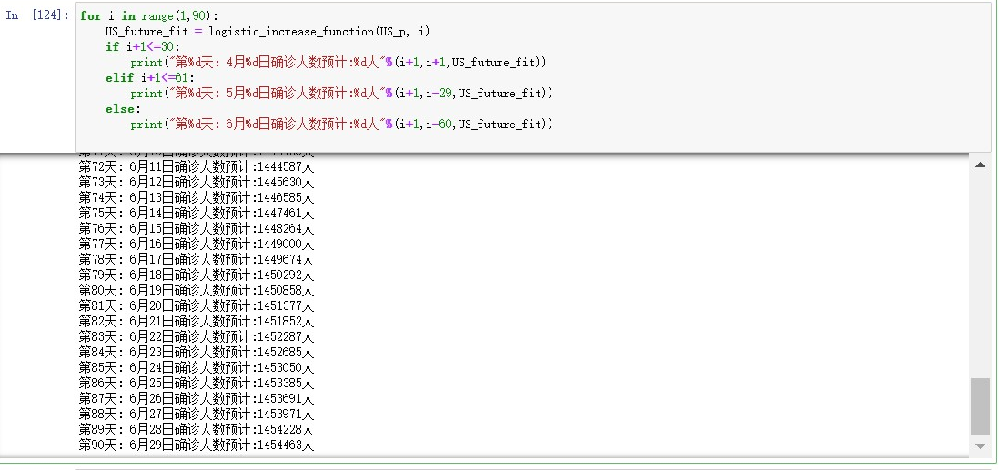 In [124]:
for i in range(1,90):
    US_future_fit = logistic_increase_function(US_p, i)
    if i+1<=30:
        print("第%d天: 4月%d日确诊人数预计:%d人"%(i+1,i+1,US_future_fit))
    elif i+1<=61:
        print("第%d天: 5月%d日确诊人数预计:%d人"%(i+1,i-29,US_future_fit))
    else:
        print("第%d天: 6月%d日确诊人数预计:%d人"%(i+1,i-60,US_future_fit))
第72天: 6月11日确诊人数预计:1444587人
第73天: 6月12日确诊人数预计:1445630人
第74天: 6月13日确诊人数预计:1446585人
第75天: 6月14日确诊人数预计:1447461人
第76天: 6月15日确诊人数预计:1448264人
第77天: 6月16日确诊人数预计:1449000人
第78天: 6月17日确诊人数预计:1449674人
第79天: 6月18日确诊人数预计:1450292人
第80天: 6月19日确诊人数预计:1450858人
第81天: 6月20日确诊人数预计:1451377人
第82天: 6月21日确诊人数预计:1451852人
第83天: 6月22日确诊人数预计:1452287人
第84天: 6月23日确诊人数预计:1452685人
第85天: 6月24日确诊人数预计:1453050人
第86天: 6月25日确诊人数预计:1453385人
第87天: 6月26日确诊人数预计:1453691人
第88天: 6月27日确诊人数预计:1453971人
第89天: 6月28日确诊人数预计:1454228人
第90天: 6月29日确诊人数预计:1454463人